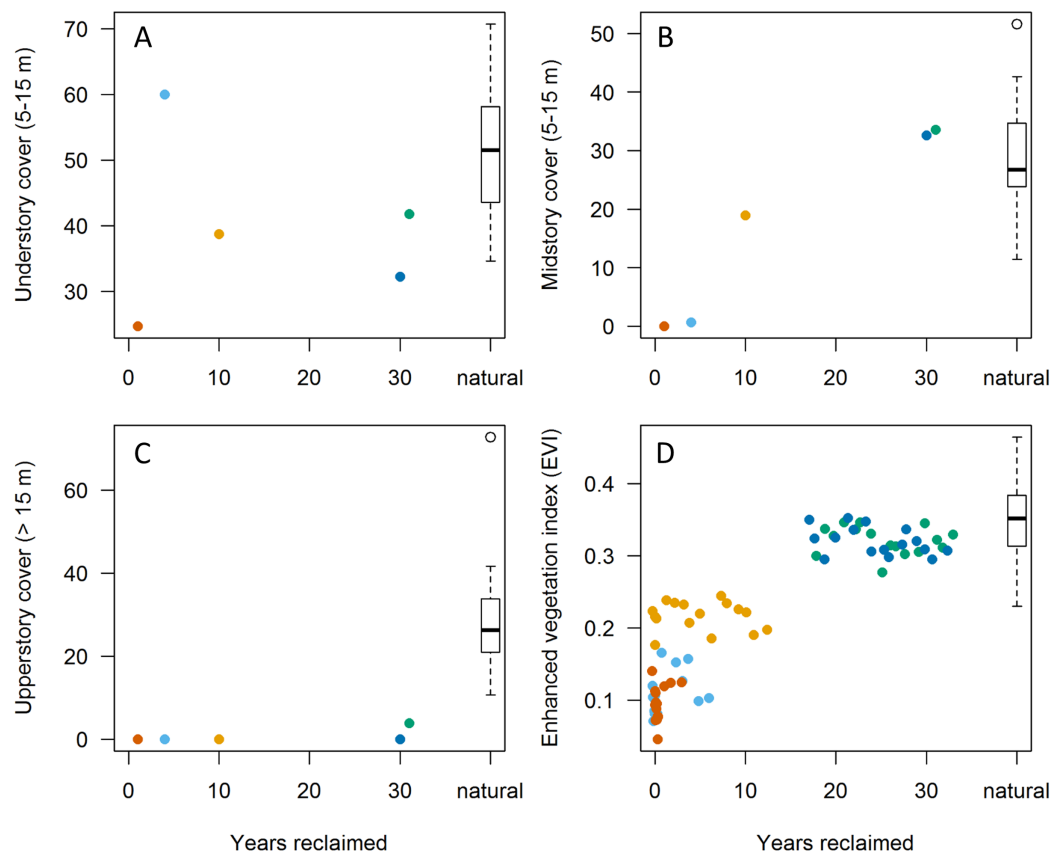 A
Understory cover (5-15 m)
70
60
50
40
30
0 10 20 30 natural
B
Midstory cover (5-15 m)
50
40
30
20
10
0
0 10 20 30 natural
C
Upperstory cover (> 15 m)
60
40
20
0
0 10 20 30 natural
Years reclaimed
D
Enhanced vegetation index (EVI)
0.4
0.3
0.2
0.1
0 10 20 30 natural
Years reclaimed